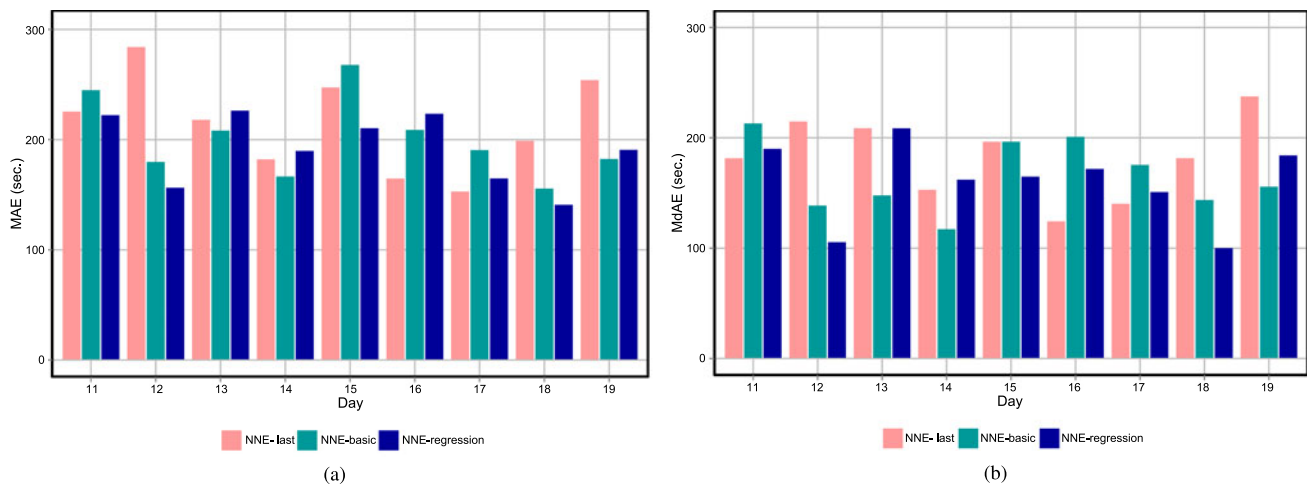 300
200
100
0
MAE (sec.)
11 12 13 14 15 16 17 18 19
Day
NNE- last NNE-basic NNE-regression
(a)
300
200
100
0
MdAE (sec.)
11 12 13 14 15 16 17 18 19
Day
NNE- last NNE-basic NNE-regression
(b)